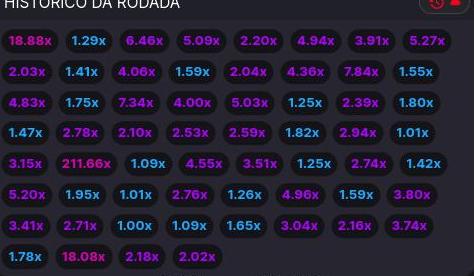 HISTÓRICO DA RODADA
18.88x 1.29x 6.46x 5.09x 2.20x 4.94x 3.91x 5.27x
2.03x 1.41x 4.06x 1.59x 2.04x 4.36x 7.84x 1.55x
4.83x 1.75x 7.34x 4.00x 5.03x 1.25x 2.39x 1.80x
1.47x 2.78x 2.10x 2.53x 2.59x 1.82x 2.94x 1.01x
3.15x 211.66x 1.09x 4.55x 3.51x 1.25x 2.74x 1.42x
5.20x 1.95x 1.01x 2.76x 1.26x 4.96x 1.59x 3.80x
3.41x 2.71x 1.00x 1.09x 1.65x 3.04x 2.16x 3.74x
1.78x 18.08x 2.18x 2.02x